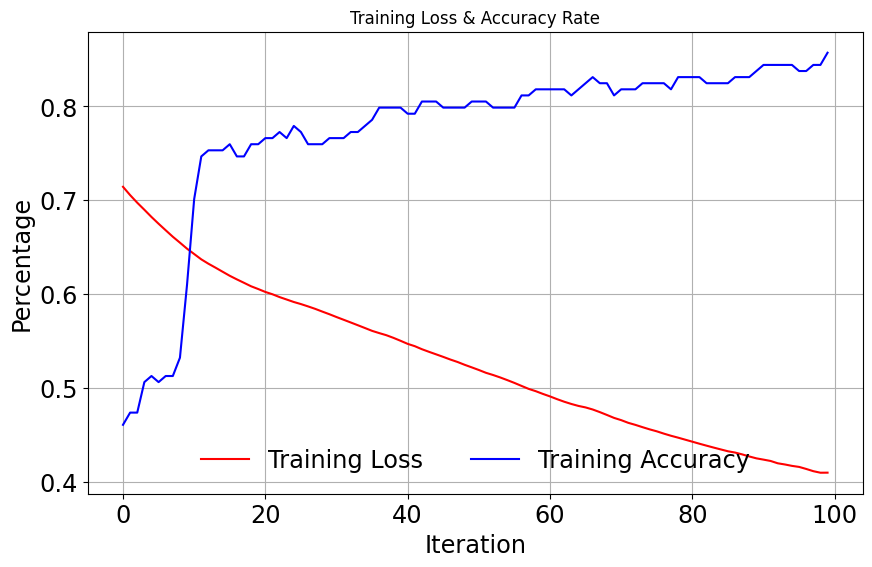 Training Loss & Accuracy Rate
Percentage
0.8
0.7
0.6
0.5
0.4
Training Loss Training Accuracy
0 20 40 60 80 100
Iteration